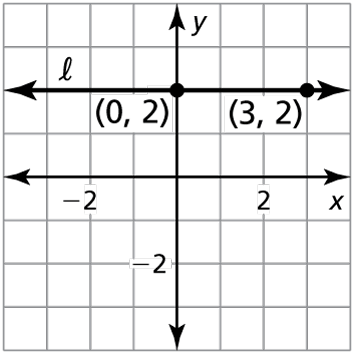 y
ℓ
(0, 2) (3, 2)
−2 2 x
−2